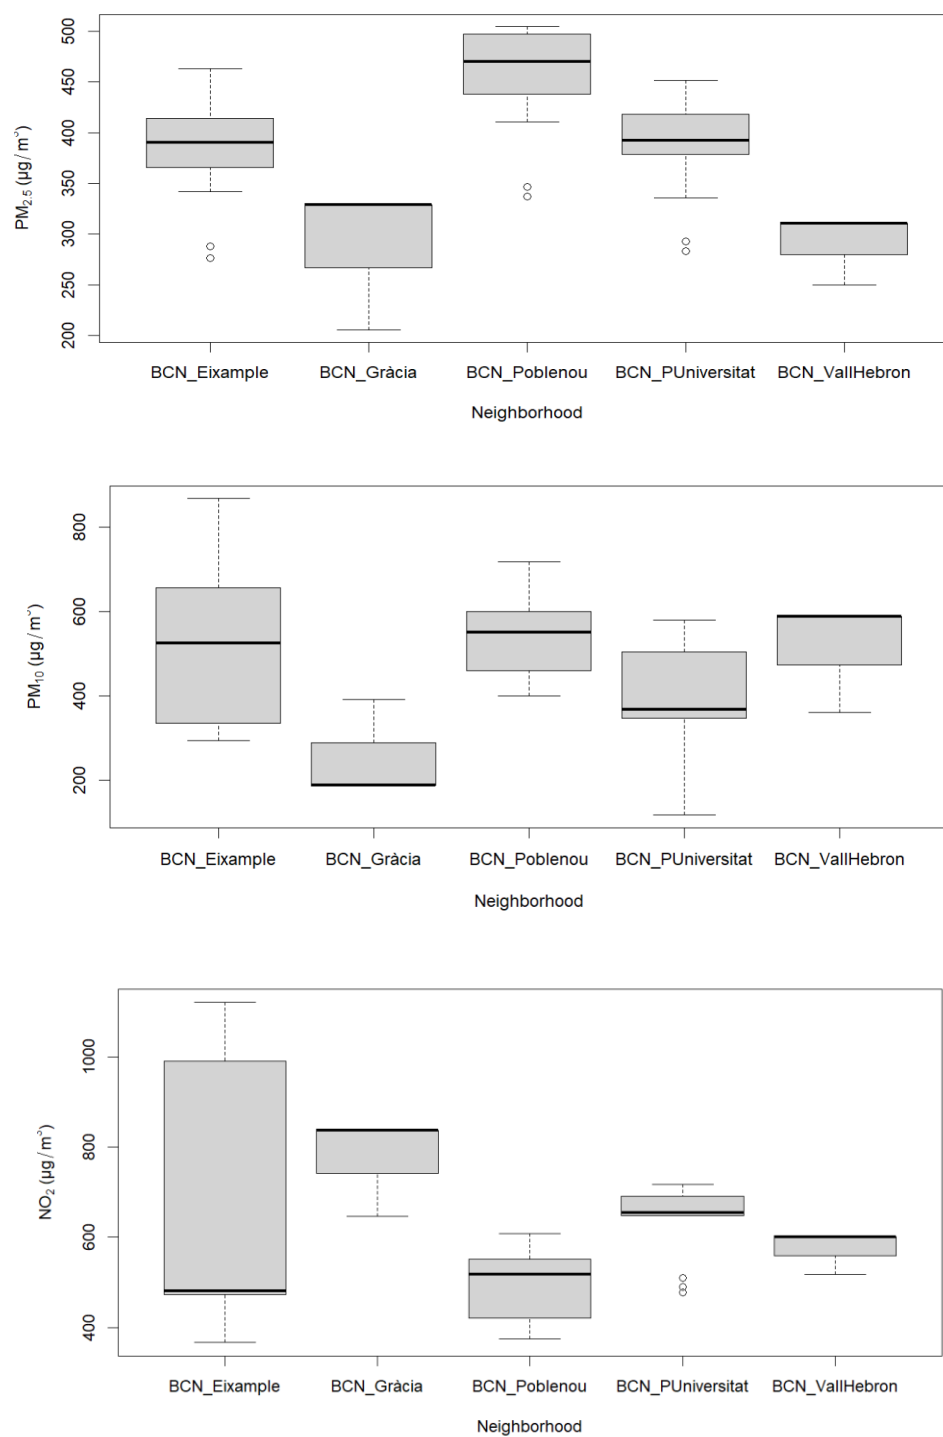 PM2.5 (µg/m3)
500
450
400
350
300
250
200
BCN_Eixample BCN_Gràcia BCN_Poblenou BCN_PUniversitat BCN_VallHebron
Neighborhood
PM10 (µg/m3)
800
600
400
200
BCN_Eixample BCN_Gràcia BCN_Poblenou BCN_PUniversitat BCN_VallHebron
Neighborhood
NO2 (µg/m3)
1000
800
600
400
BCN_Eixample BCN_Gràcia BCN_Poblenou BCN_PUniversitat BCN_VallHebron
Neighborhood